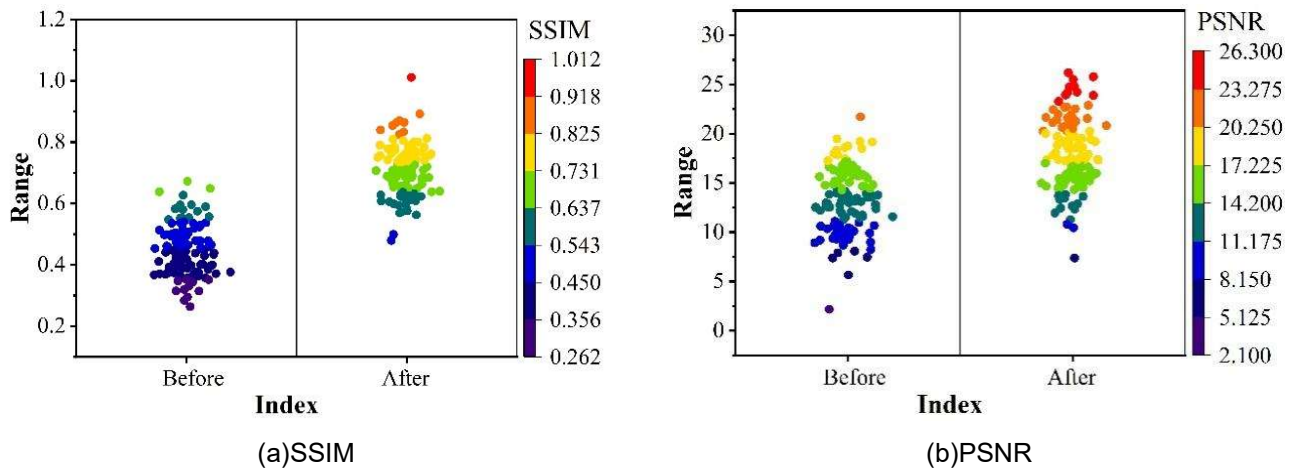 1.2
1.0
0.8
0.6
0.4
0.2
Range
Before
After
Index
SSIM
1.012
0.918
0.825
0.731
0.637
0.543
0.450
0.356
0.262
(a)SSIM
30
25
20
15
10
5
0
Range
Before
After
Index
PSNR
26.300
23.275
20.250
17.225
14.200
11.175
8.150
5.125
2.100
(b)PSNR